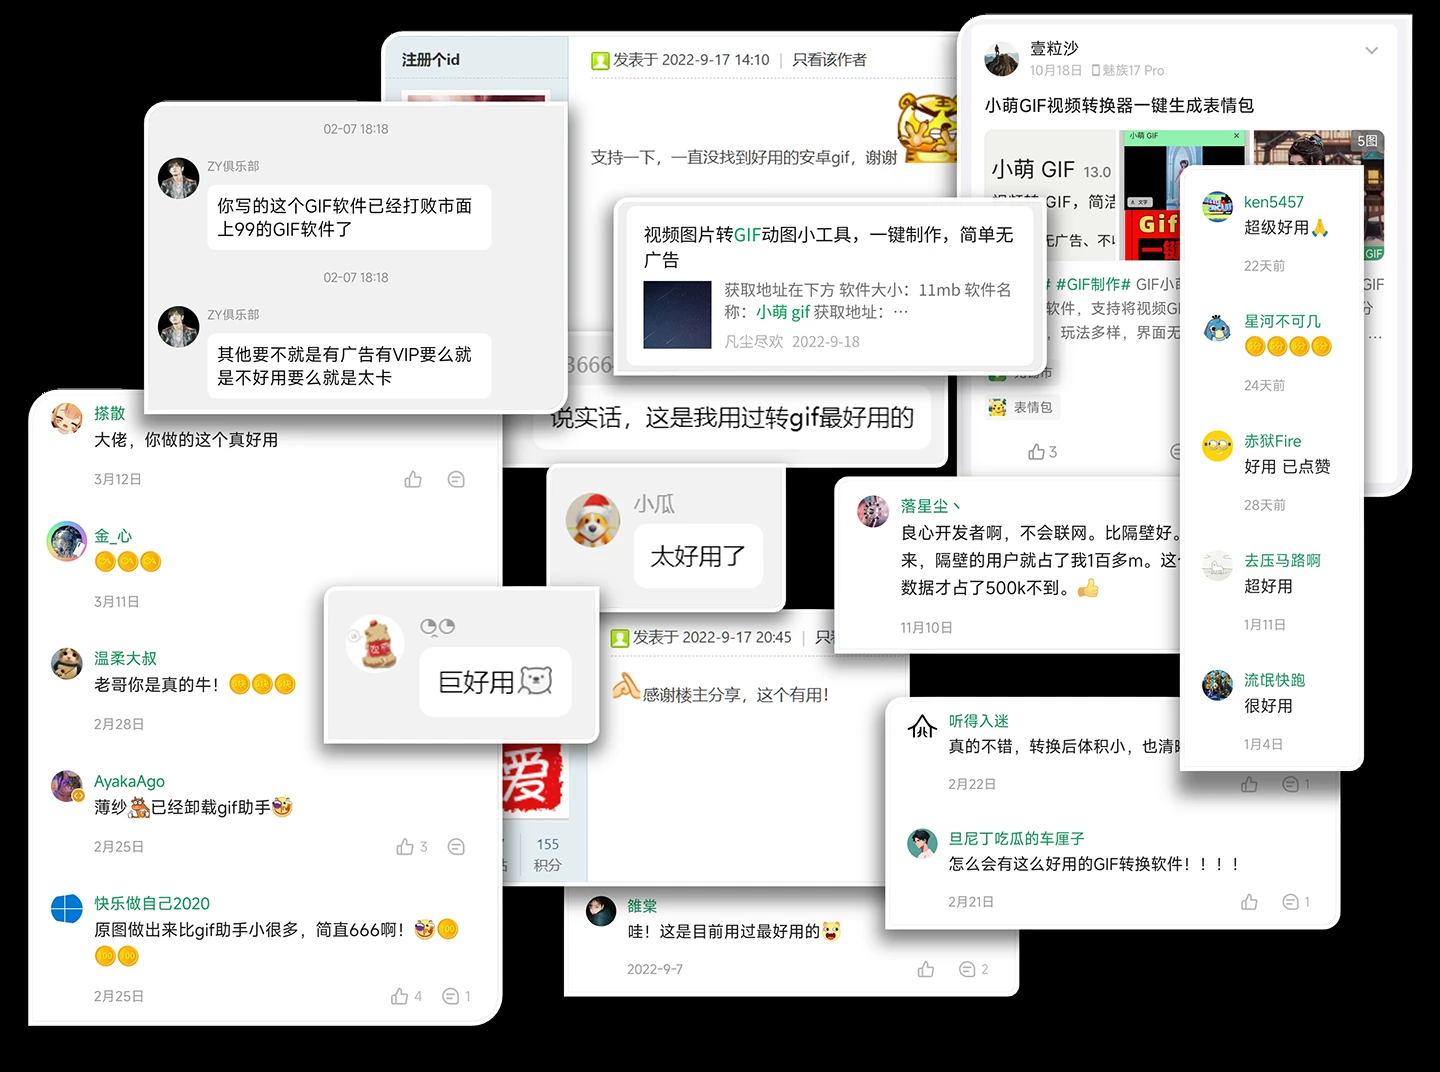 注册个id
发表于 2022-9-17 14:10 | 只看该作者
支持一下，一直没找到好用的安卓gif，谢谢
02-07 18:18
ZY俱乐部
你写的这个GIF软件已经打败市面
上99的GIF软件了
02-07 18:18
ZY俱乐部
其他要不就是有广告有VIP要么就
是不好用要么就是太卡
壹粒沙
10月18日 魅族17 Pro
小萌GIF视频转换器一键生成表情包
小萌 GIF 13.0
小萌 GIF
文字
5图
GIF，简洁
无广告、不
Gif
一键
GIF
#GIF制作# GIF小
GIF
软件，支持将视频G
分
，玩法多样，界面无
…
表情包
3
视频图片转GIF动图小工具，一键制作，简单无
广告
获取地址在下方 软件大小：11mb 软件名
称：小萌 gif 获取地址：…
凡尘尽欢 2022-9-18
3666
说实话，这是我用过转gif最好用的
小瓜
太好用了
巨好用
搽散
大佬，你做的这个真好用
3月12日
金_心
3月11日
温柔大叔
老哥你是真的牛！
2月28日
AyakaAgo
薄纱已经卸载gif助手
2月25日
3
快乐做自己2020
原图做出来比gif助手小很多，简直666啊！
2月25日
4
1
发表于 2022-9-17 20:45 | 只
感谢楼主分享，这个有用！
爱
155
积分
雒棠
哇！这是目前用过最好用的
2022-9-7
2
落星尘丶
良心开发者啊，不会联网。比隔壁好。
来，隔壁的用户就占了我1百多m。这
数据才占了500k不到。
11月10日
ken5457
超级好用
22天前
星河不可几
24天前
赤狱Fire
好用 已点赞
28天前
去压马路啊
超好用
1月11日
流氓快跑
很好用
1月4日
听得入迷
真的不错，转换后体积小，也清
2月22日
1
旦尼丁吃瓜的车厘子
怎么会有这么好用的GIF转换软件！！！！
2月21日
1